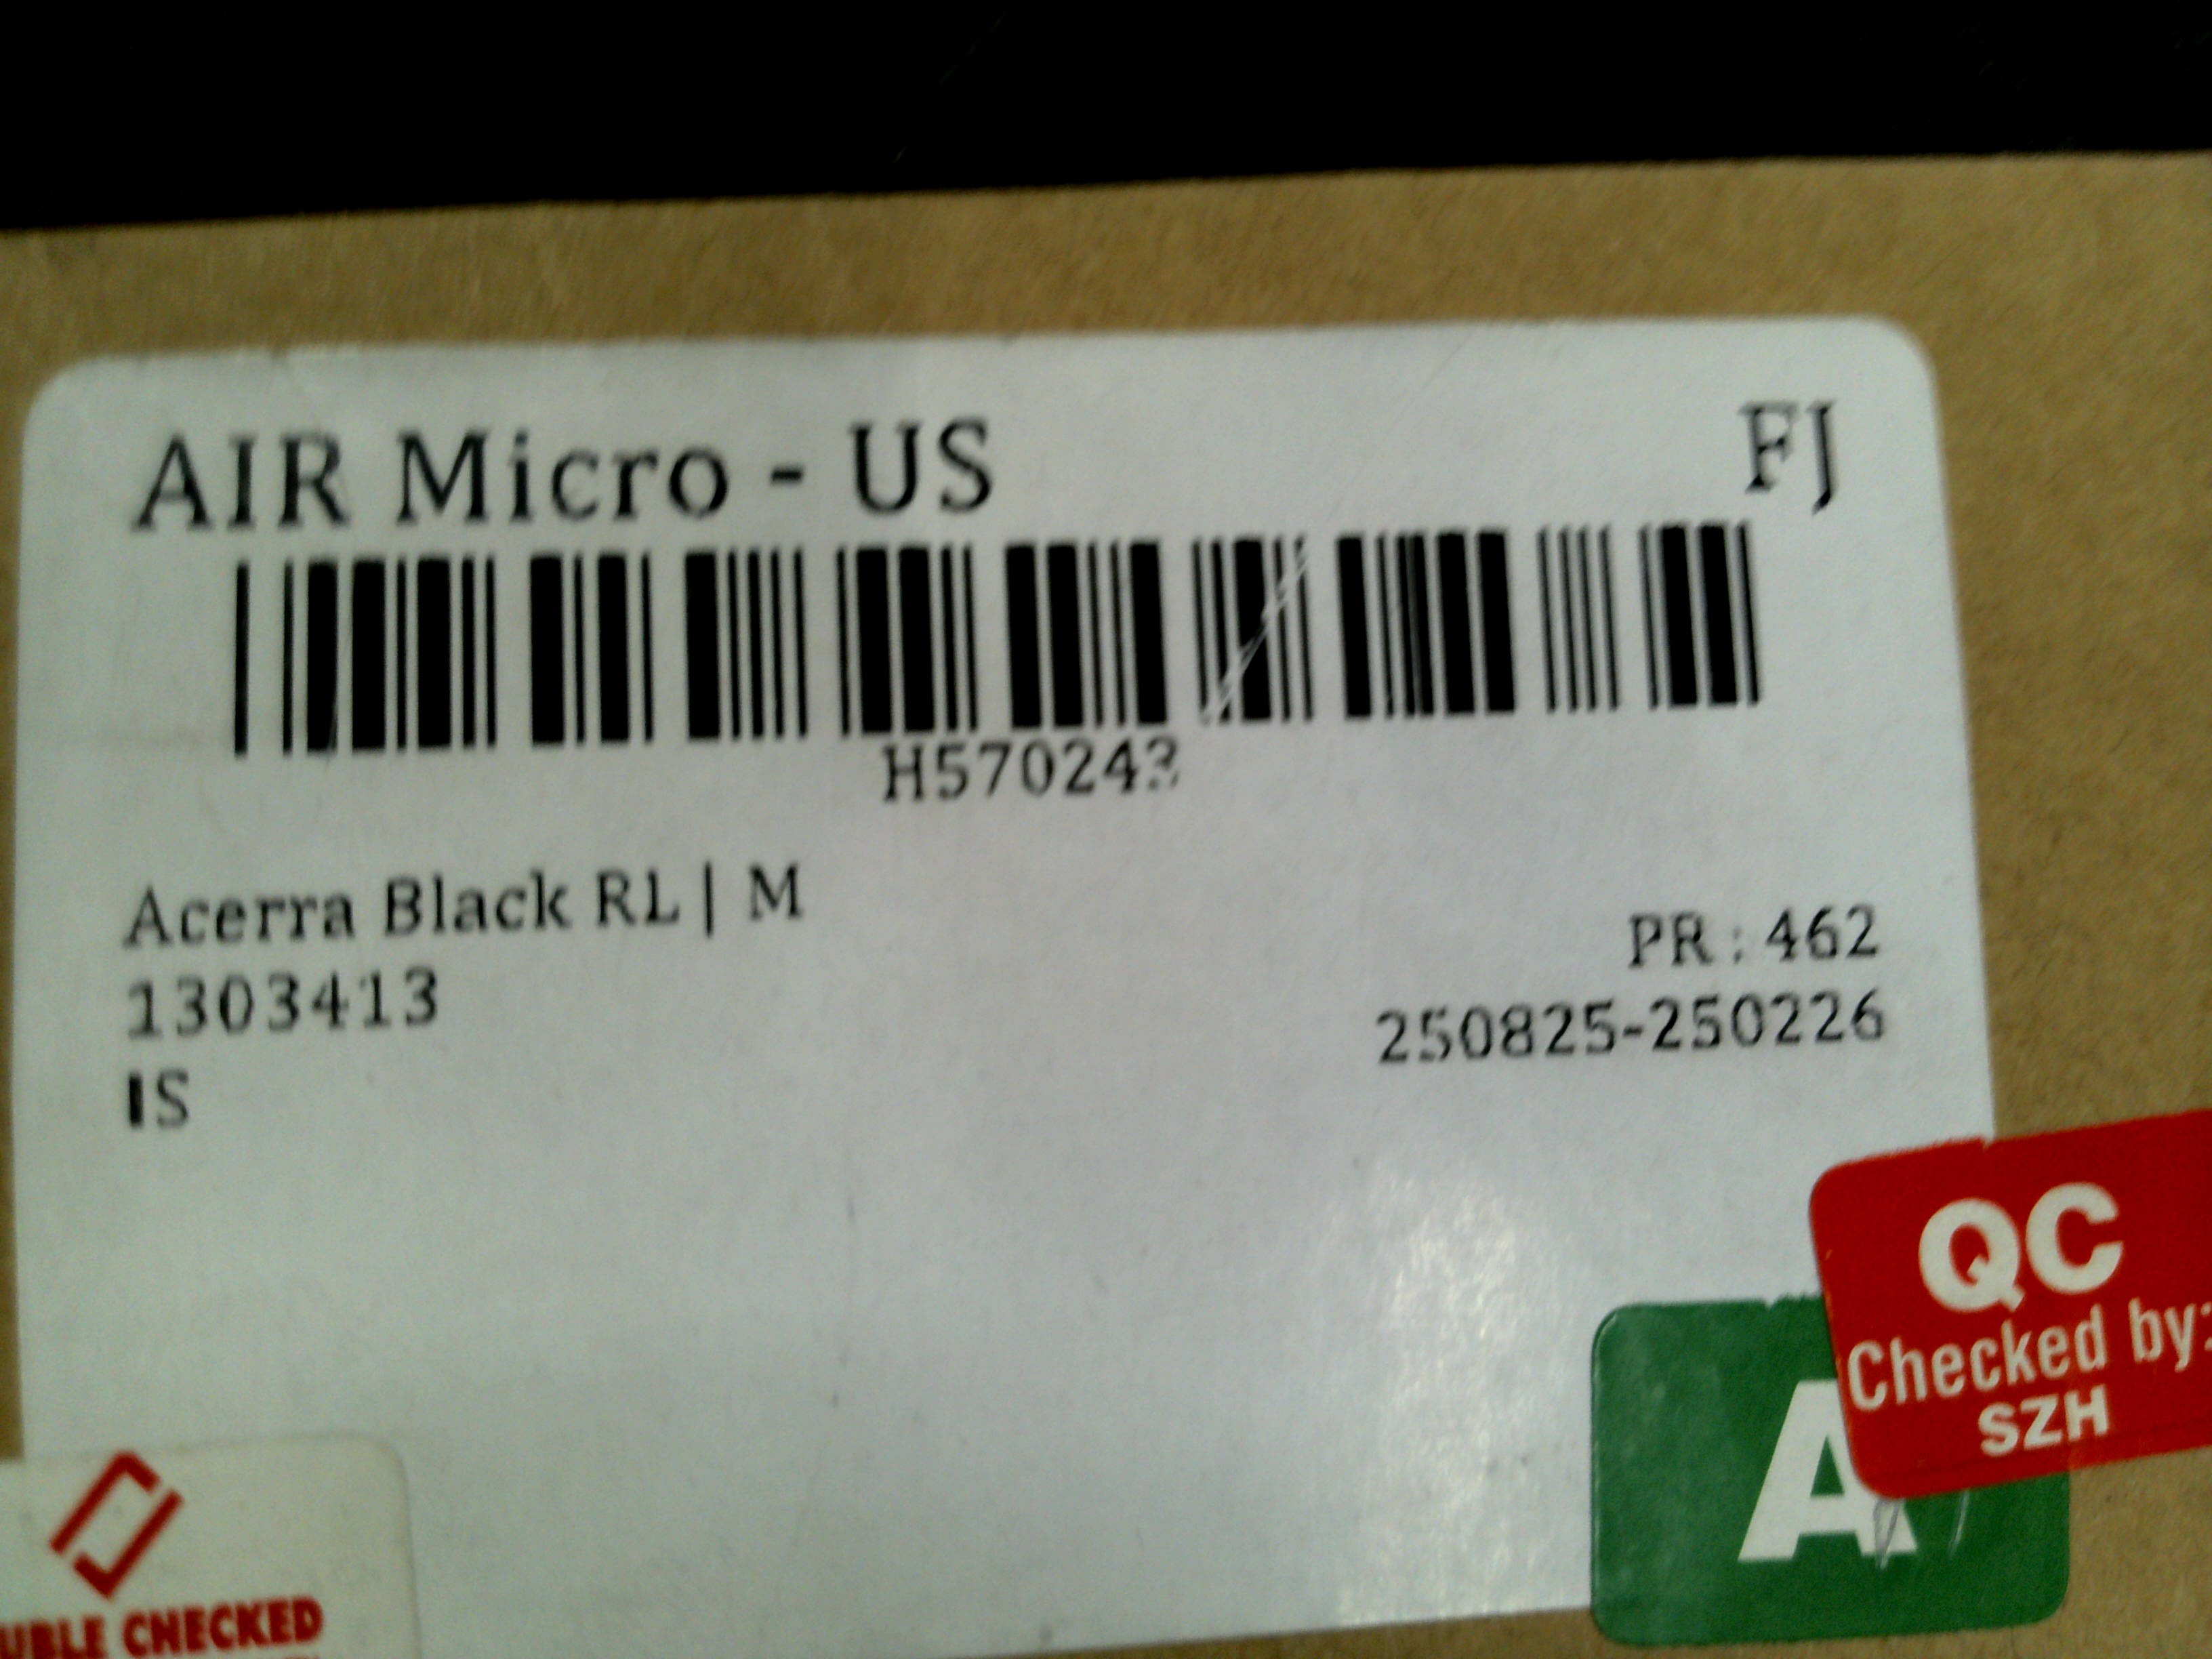 AIR Micro - US
FJ
H570243
Acerra Black RL | M
PR : 462
1303413
250825-250226
IS
QC
Checked by:
SZH
A
CHECKED